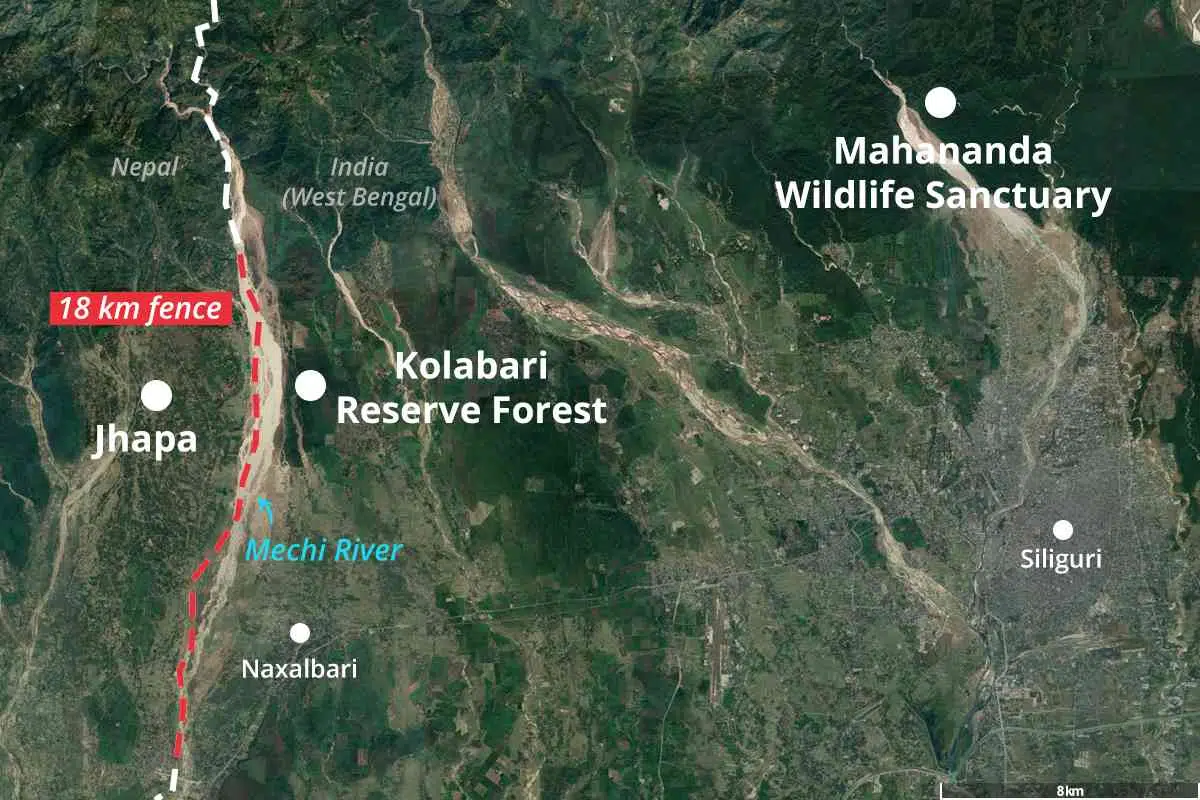 Mahananda
Wildlife Sanctuary
Nepal
India
(West Bengal)
18 km fence
Kolabari
Reserve Forest
Jhapa
Mechi River
Siliguri
Naxalbari
8km